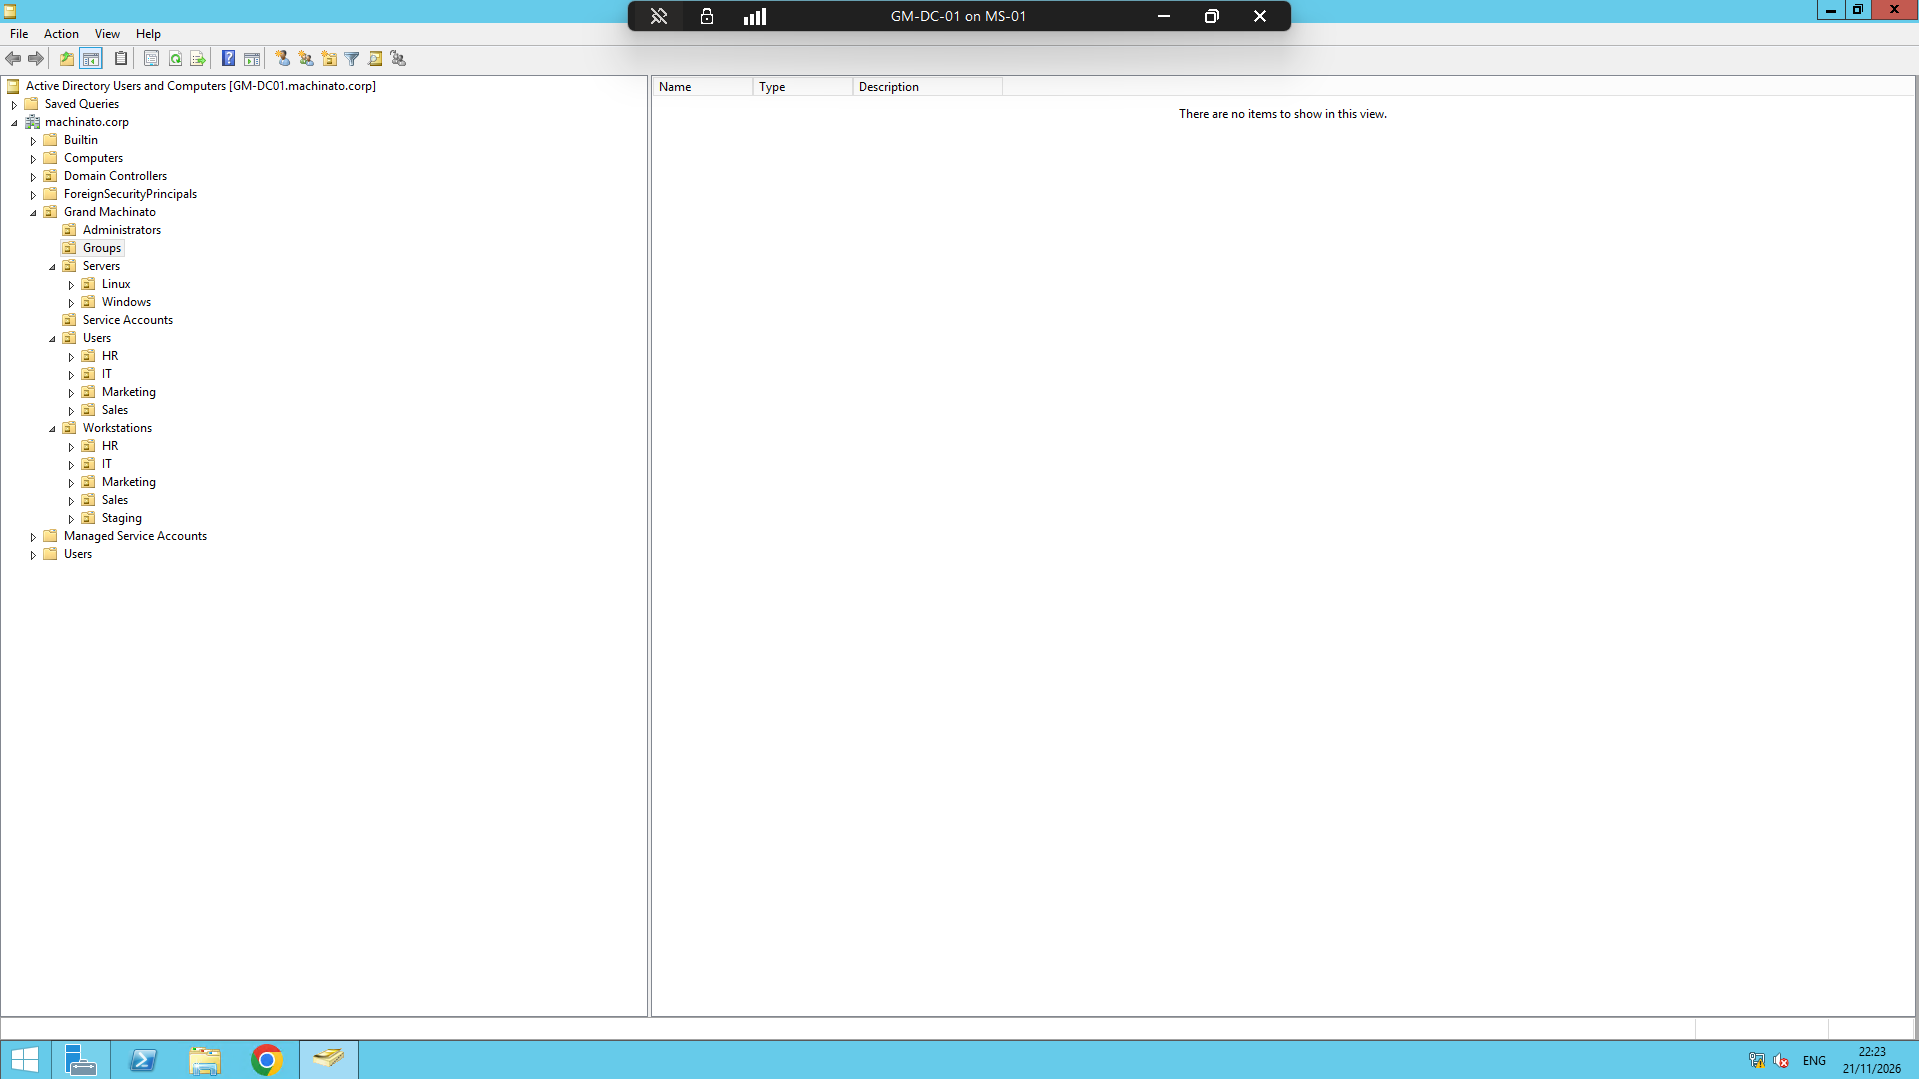 GM-DC-01 on MS-01
File Action View Help
Active Directory Users and Computers [GM-DC01.machinato.corp]
Saved Queries
machinato.corp
Builtin
Computers
Domain Controllers
ForeignSecurityPrincipals
Grand Machinato
Administrators
Groups
Servers
Linux
Windows
Service Accounts
Users
HR
IT
Marketing
Sales
Workstations
HR
IT
Marketing
Sales
Staging
Managed Service Accounts
Users
Name Type Description
There are no items to show in this view.
ENG
22:23
21/11/2026